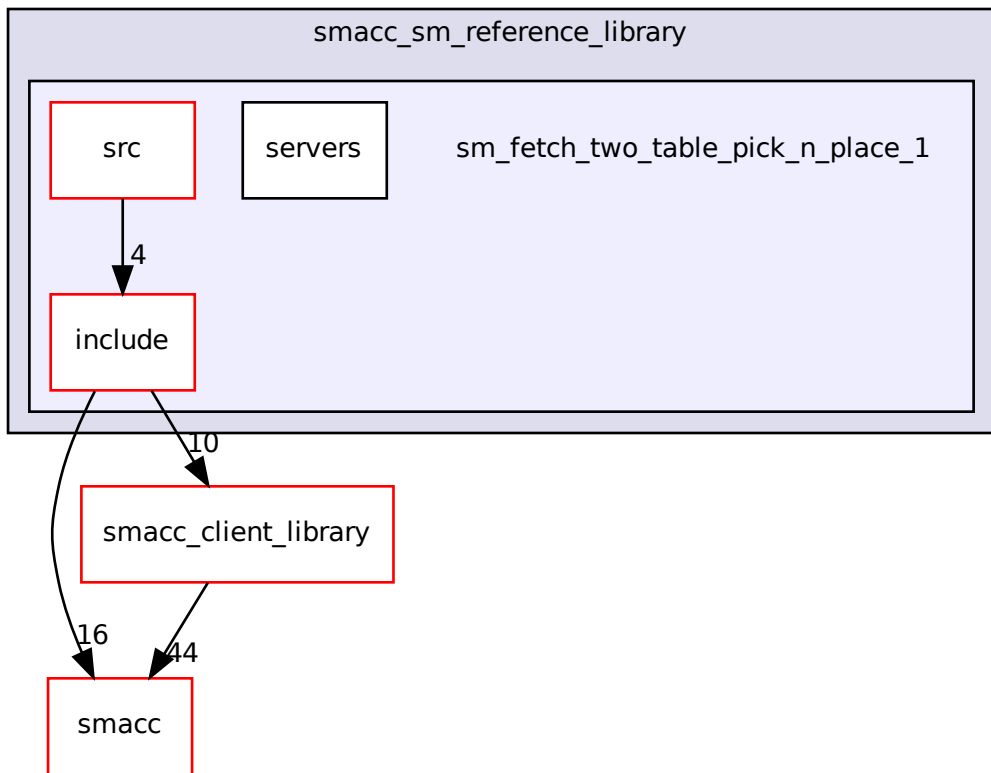 smacc_sm_reference_library
src
servers
sm_fetch_two_table_pick_n_place_1
4
include
10
smacc_client_library
16
44
smacc